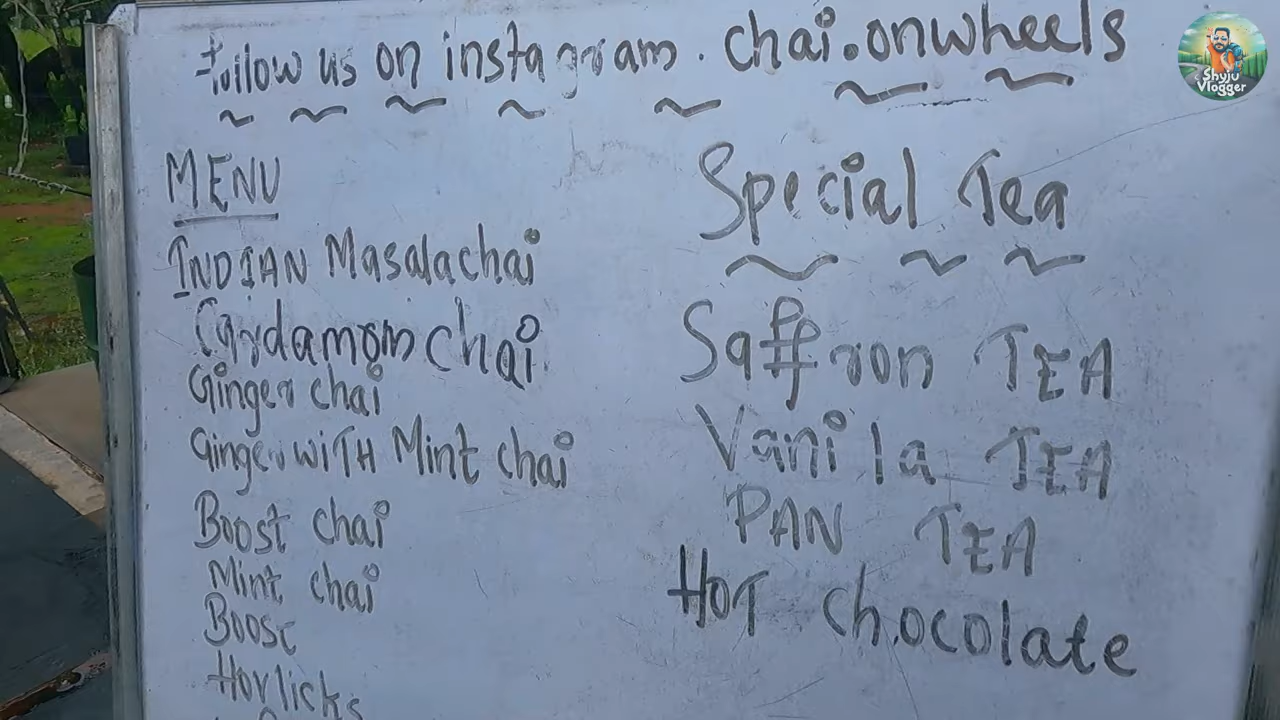 Follow us on instagram. chai.onwheels
MENU
INDIAN Masalachai
Cardamom chai
Ginger chai
Ginger WITH Mint chai
Boost chai
Mint chai
Boost
Horlicks
Special Tea
Saffron TEA
Vanila TEA
PAN TEA
HOT chocolate
Shyju
Vlogger